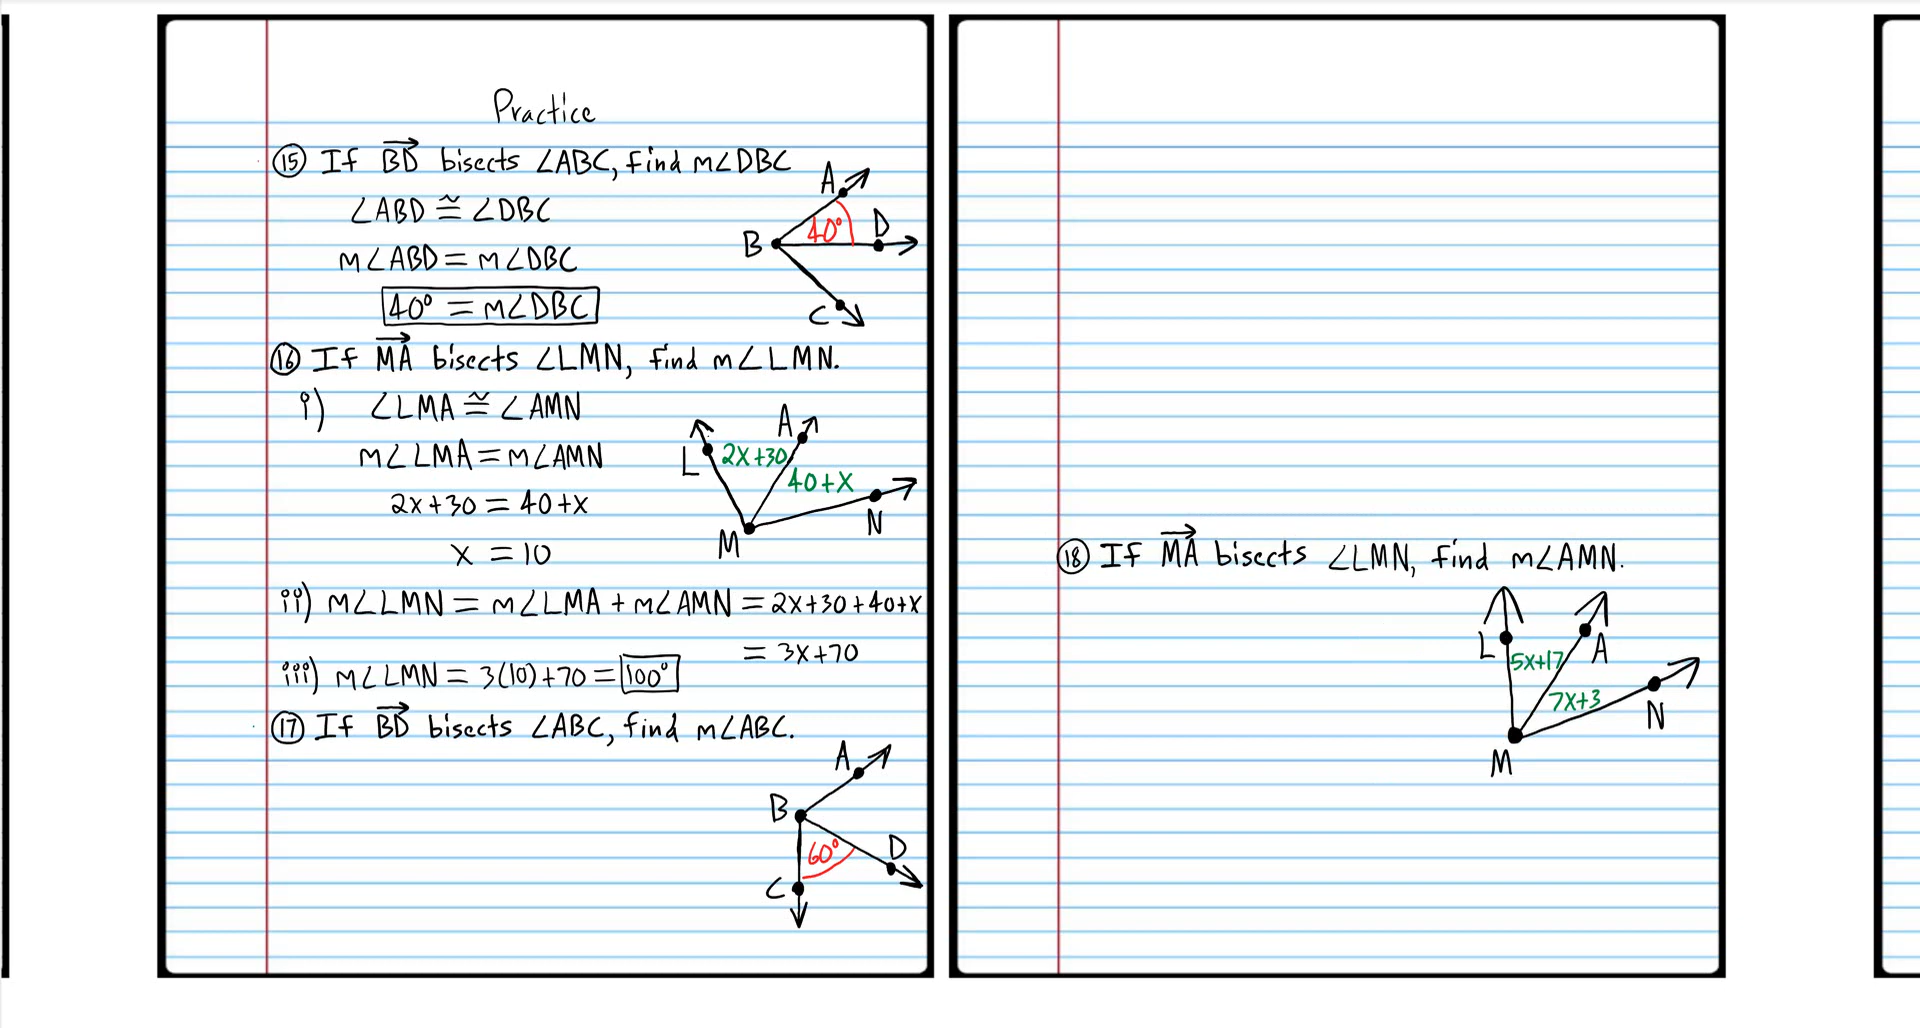 Practice
⑮ If BD bisects ∠ABC, find m∠DBC
∠ABD ≅ ∠DBC
m∠ABD = m∠DBC
40° = m∠DBC
A
B
40°
D
C
⑯ If MA bisects ∠LMN, find m∠LMN.
i) ∠LMA ≅ ∠AMN
m∠LMA = m∠AMN
2x+30 = 40+x
x = 10
L
2x+30
A
40+x
M
N
ii) m∠LMN = m∠LMA + m∠AMN = 2x+30+40+x
= 3x+70
iii) m∠LMN = 3(10)+70 = 100°
⑰ If BD bisects ∠ABC, find m∠ABC.
A
B
60°
D
C
⑱ If MA bisects ∠LMN, find m∠AMN.
L
A
5x+17
7x+3
N
M